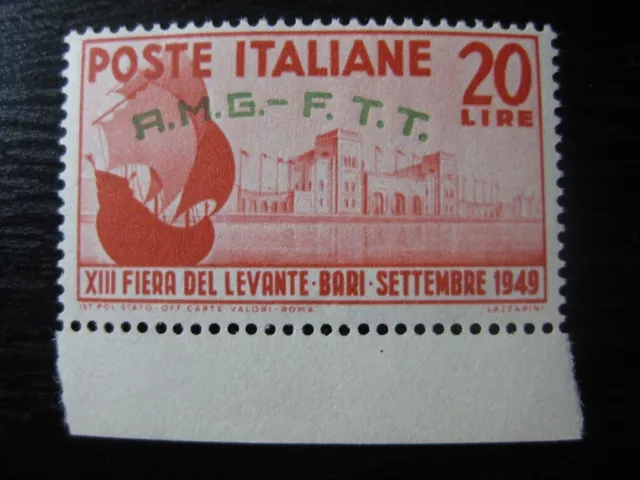 POSTE ITALIANE 20
LIRE
A.M.G.-F.T.T.
XIII FIERA DEL LEVANTE·BARI·SETTEMBRE 1949
IST. POL. STATO·OFF. CARTE-VALORI·ROMA LAZZARINI